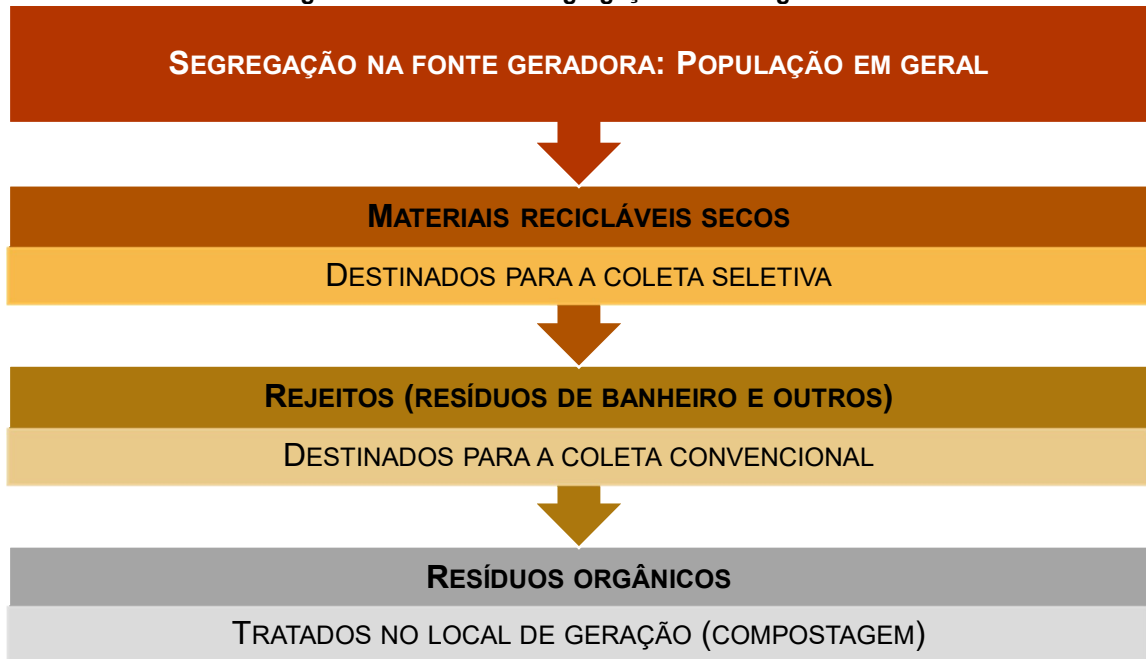 SEGREGAÇÃO NA FONTE GERADORA: POPULAÇÃO EM GERAL
MATERIAIS RECICLÁVEIS SECOS
DESTINADOS PARA A COLETA SELETIVA
REJEITOS (RESÍDUOS DE BANHEIRO E OUTROS)
DESTINADOS PARA A COLETA CONVENCIONAL
RESÍDUOS ORGÂNICOS
TRATADOS NO LOCAL DE GERAÇÃO (COMPOSTAGEM)